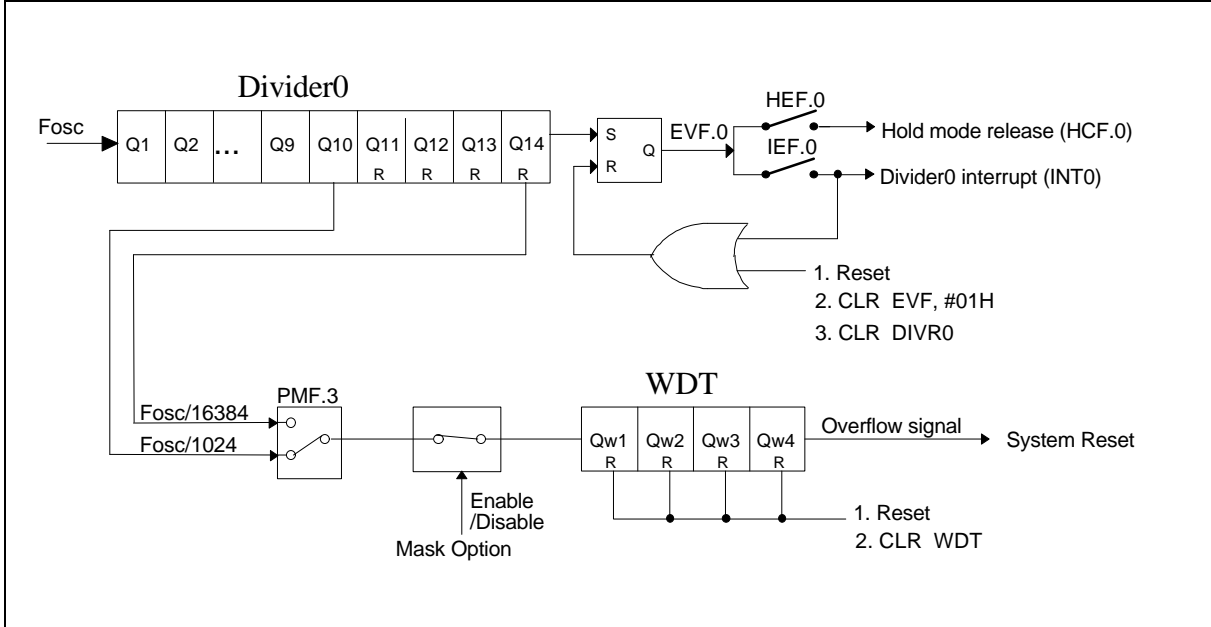 Divider0
Fosc
Q1 Q2 ... Q9 Q10 Q11 Q12 Q13 Q14
R R R R
S
R
Q
EVF.0
HEF.0
IEF.0
Hold mode release (HCF.0)
Divider0 interrupt (INT0)
1. Reset
2. CLR EVF, #01H
3. CLR DIVR0
PMF.3
Fosc/16384
Fosc/1024
Enable
/Disable
Mask Option
WDT
Qw1 Qw2 Qw3 Qw4
R R R R
Overflow signal
System Reset
1. Reset
2. CLR WDT